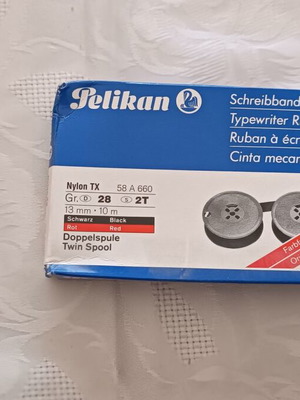 Pelikan
Schreibband
Typewriter R
Ruban à écr
Cinta mecan
Nylon TX 58 A 660
Gr. D 28 S 2T
13 mm · 10 m
Schwarz Black
Rot Red
Doppelspule
Twin Spool
Farb